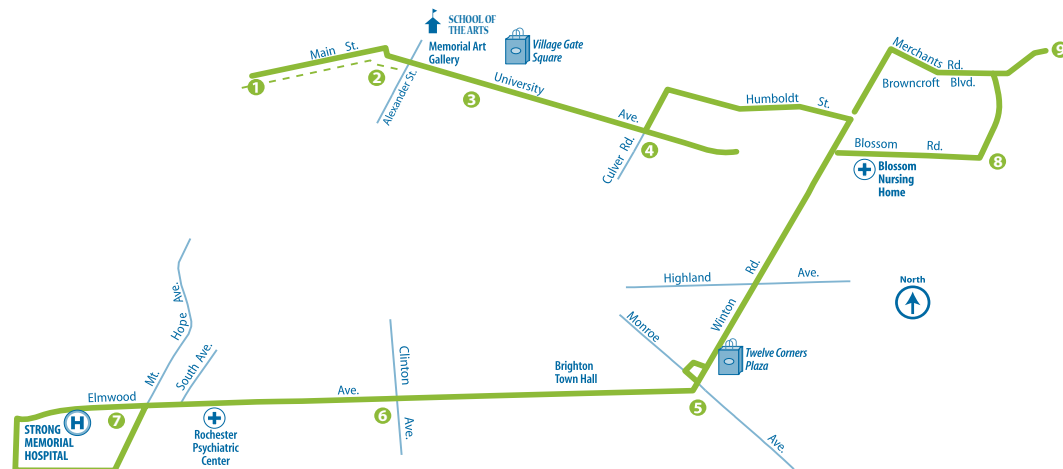 SCHOOL OF
THE ARTS
Memorial Art
Gallery
Village Gate
Square
Main St.
1
2
Alexander St.
3
University
Ave.
Culver Rd.
4
Humboldt St.
Merchants Rd.
9
Browncroft Blvd.
Blossom Rd.
8
Blossom
Nursing
Home
Highland Ave.
North
Winton Rd.
Monroe
Ave.
Twelve Corners
Plaza
5
Brighton
Town Hall
Clinton
Ave.
6
Mt. Hope Ave.
South Ave.
Elmwood Ave.
7
H
STRONG
MEMORIAL
HOSPITAL
Rochester
Psychiatric
Center